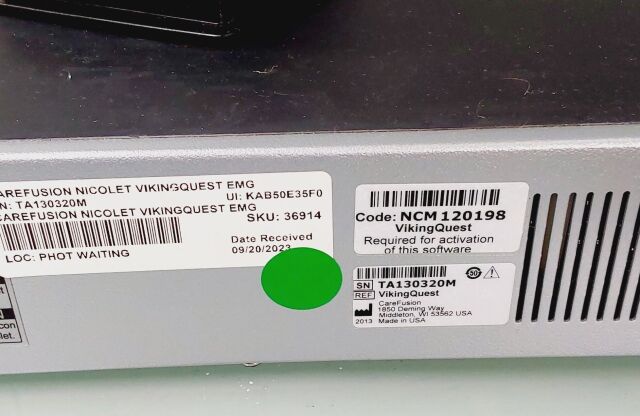 CAREFUSION NICOLET VIKINGQUEST EMG
N: TA130320M UI: KAB50E35F0
CAREFUSION NICOLET VIKINGQUEST EMG
SKU: 36914
Date Received
09/20/2023
LOC: PHOT WAITING
Code: NCM120198
VikingQuest
Required for activation
of this software
SN TA130320M
REF VikingQuest
CareFusion
1850 Deming Way
Middleton, WI 53562 USA
2013 Made in USA